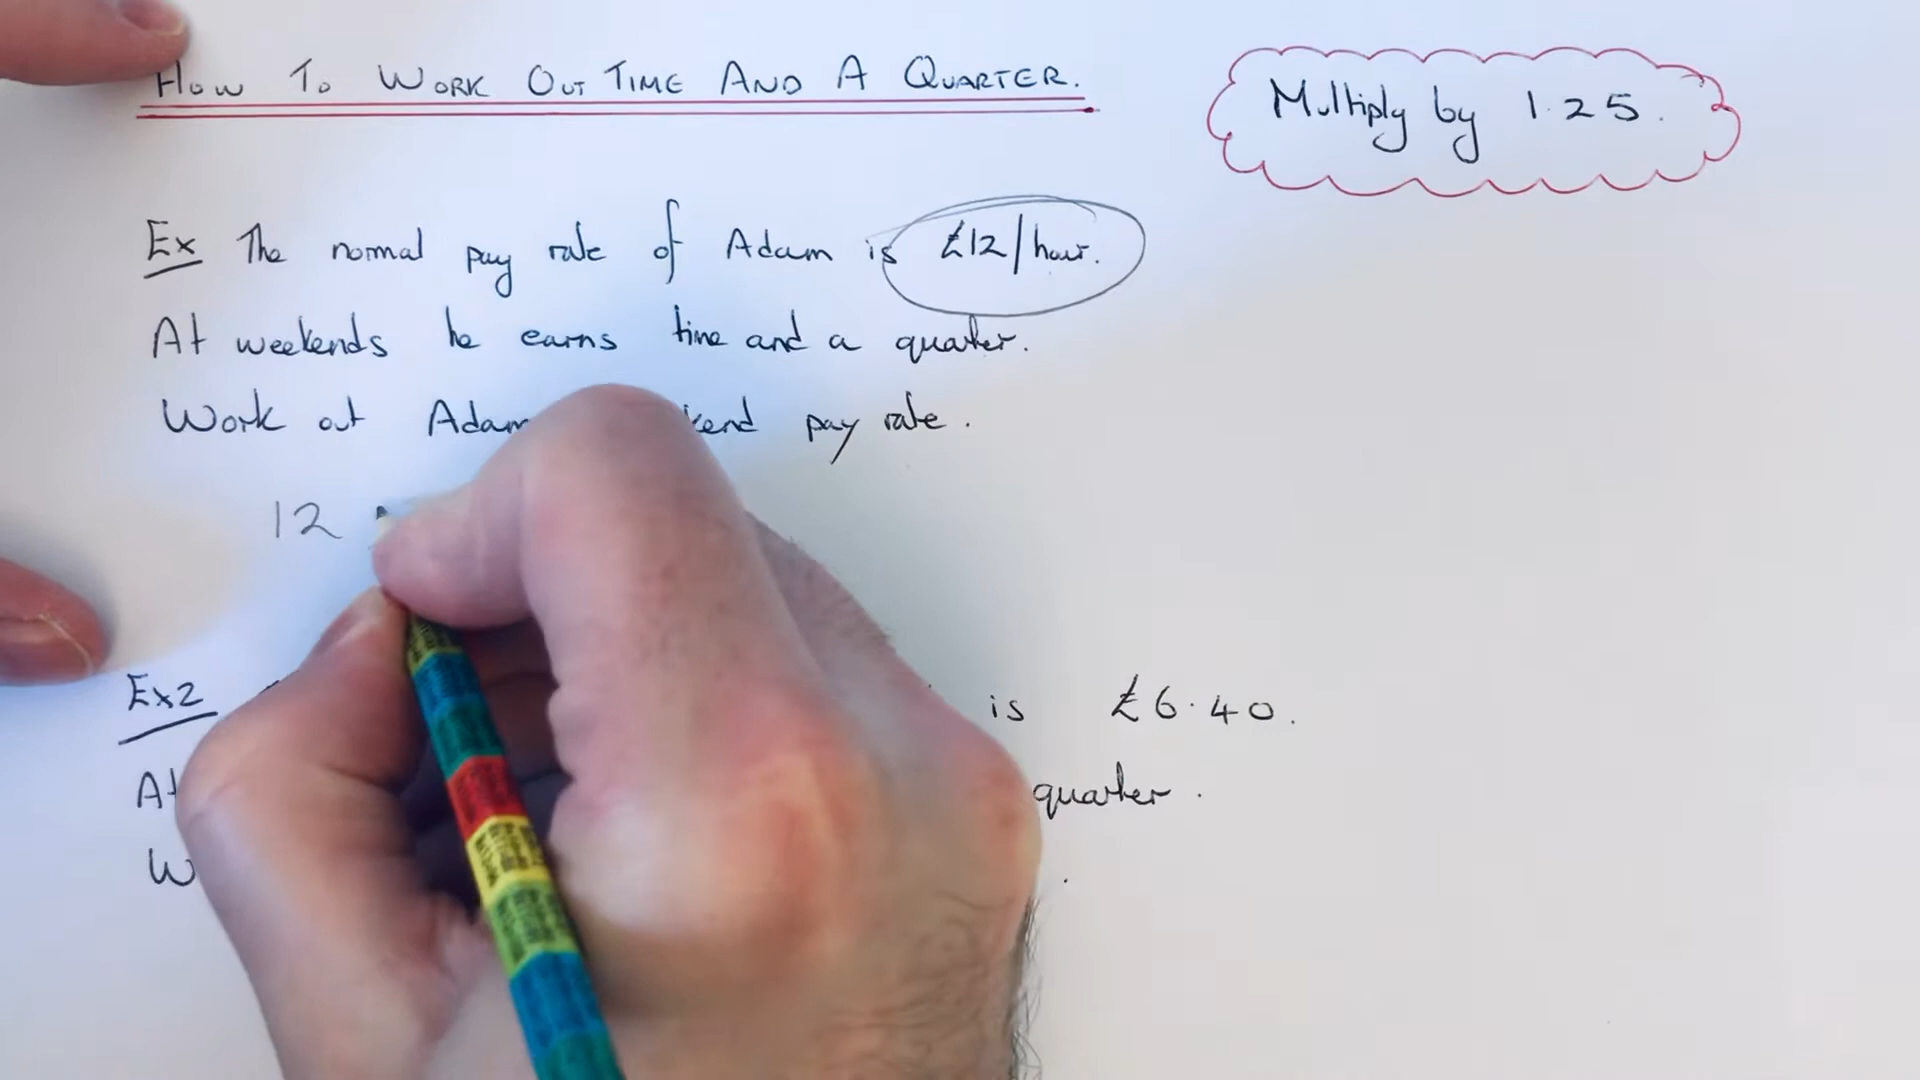 How To Work Out Time And A Quarter.
Multiply by 1.25.
Ex The normal pay rate of Adam is £12/hour.
At weekends he earns time and a quarter.
Work out Adam kend pay rate.
12
Ex2 is £6.40.
At quarter.
W